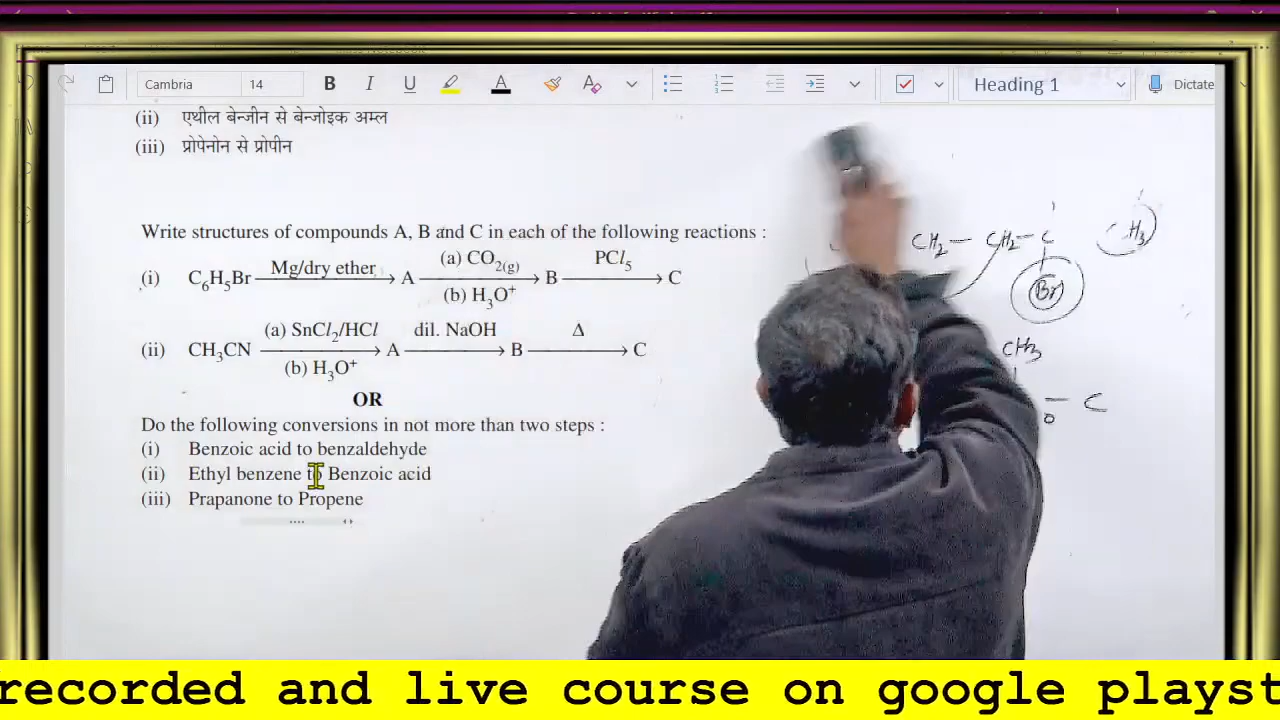 Cambria 14 B I U A Heading 1 Dictate
(ii) एथील बेन्जीन से बेन्जोइक अम्ल
(iii) प्रोपेनोन से प्रोपीन
Write structures of compounds A, B and C in each of the following reactions :
(a) CO₂(g) PCl₅
(i) C₆H₅Br Mg/dry ether → A → B → C
(b) H₃O⁺
(a) SnCl₂/HCl dil. NaOH Δ
(ii) CH₃CN → A → B → C
(b) H₃O⁺
OR
Do the following conversions in not more than two steps :
(i) Benzoic acid to benzaldehyde
(ii) Ethyl benzene to Benzoic acid
(iii) Prapanone to Propene
CH₂ — CH₂ — C
Br
CH₃
— C
recorded and live course on google playst